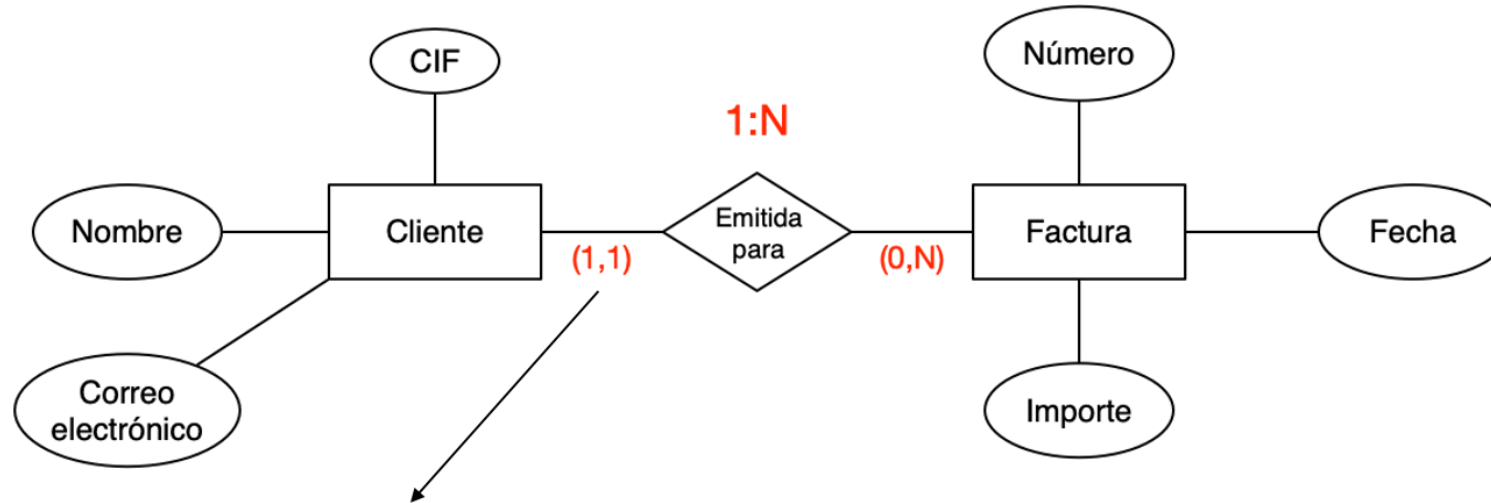 CIF
Número
1:N
Nombre
Cliente
Emitida
para
Factura
Fecha
(1,1)
(0,N)
Correo
electrónico
Importe